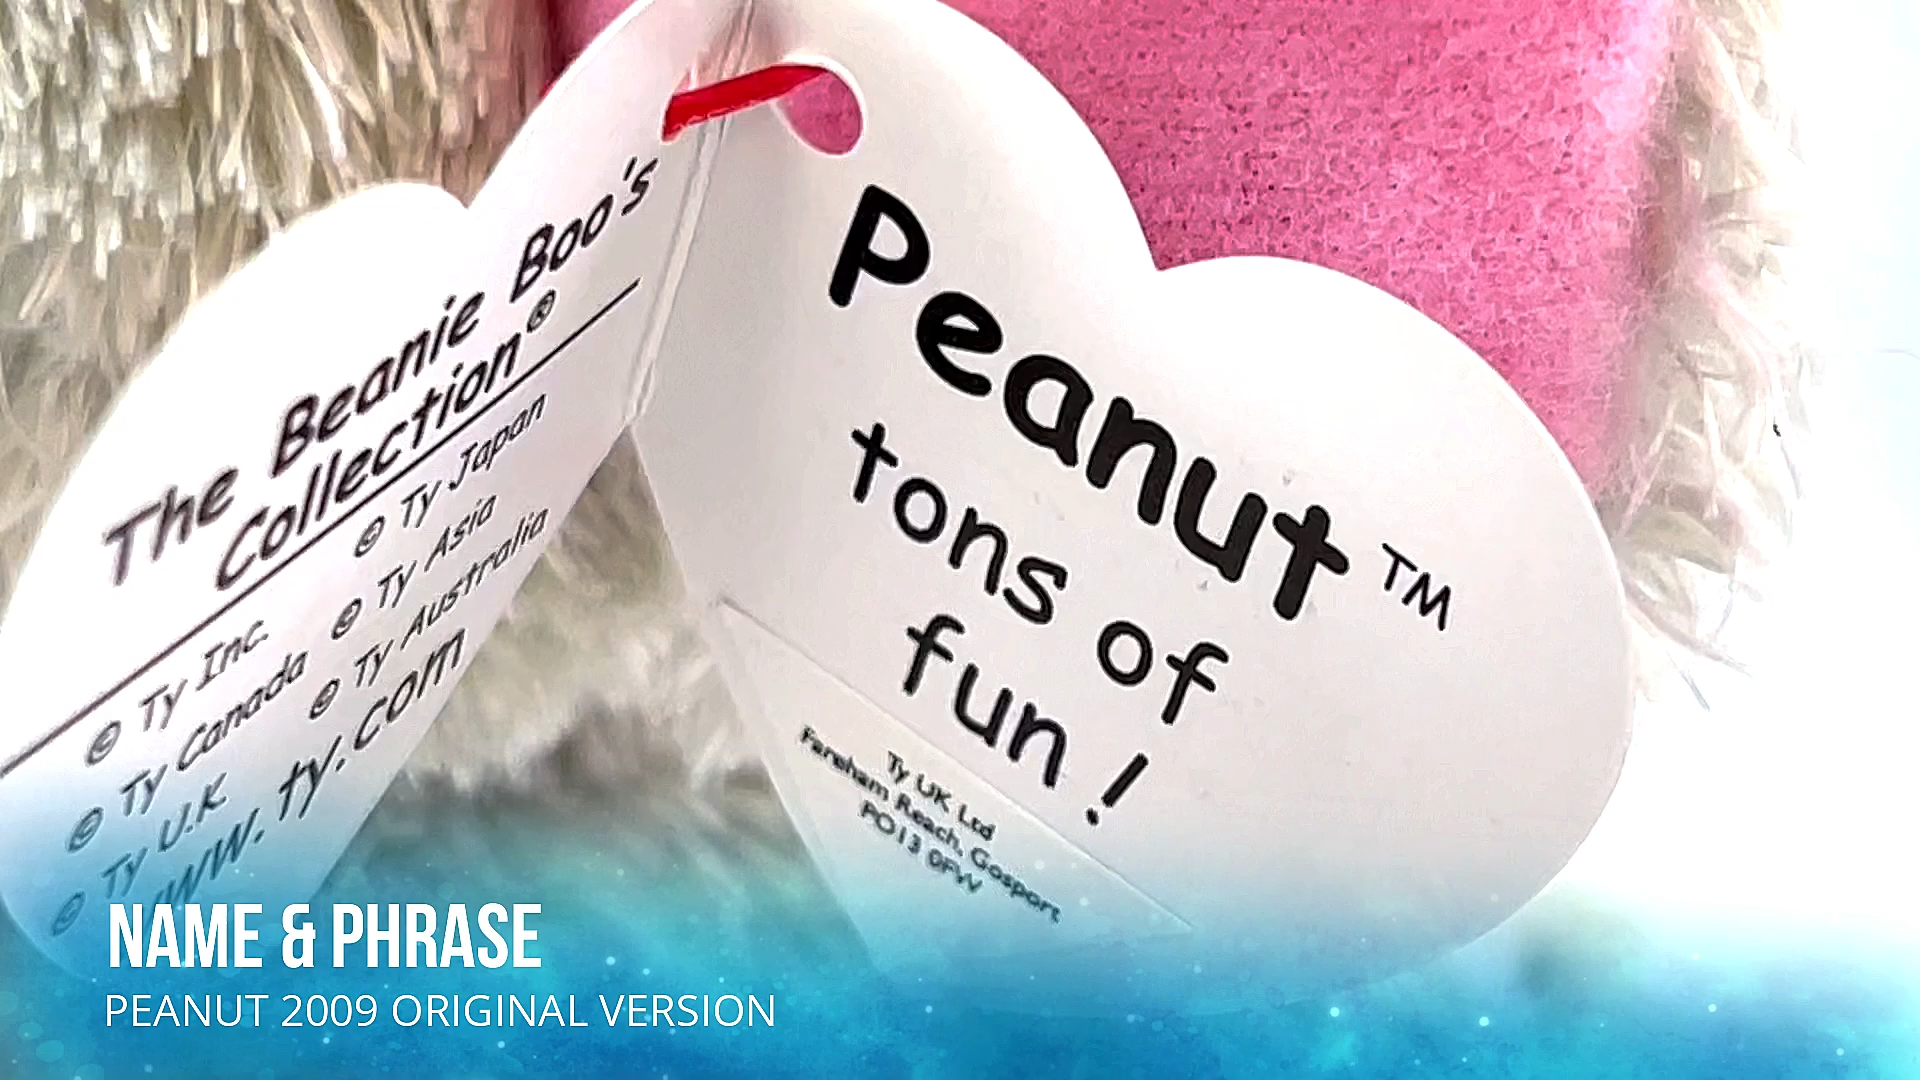 The Beanie Boo's
Collection®
© Ty Inc.
© Ty Japan
© Ty Canada
© Ty Asia
© Ty U.K
© Ty Australia
www.ty.com
Peanut™
tons of
fun!
Ty UK Ltd
Fareham Reach, Gosport
PO13 0FW
NAME & PHRASE
PEANUT 2009 ORIGINAL VERSION